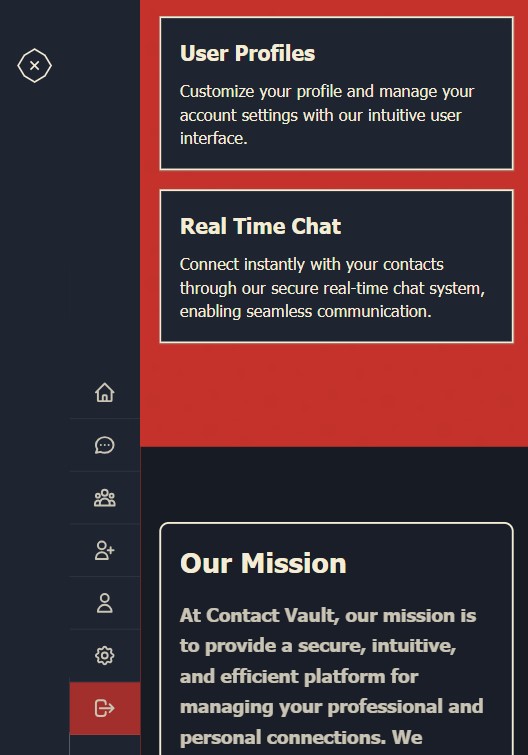 User Profiles
Customize your profile and manage your
account settings with our intuitive user
interface.
Real Time Chat
Connect instantly with your contacts
through our secure real-time chat system,
enabling seamless communication.
Our Mission
At Contact Vault, our mission is
to provide a secure, intuitive,
and efficient platform for
managing your professional and
personal connections. We